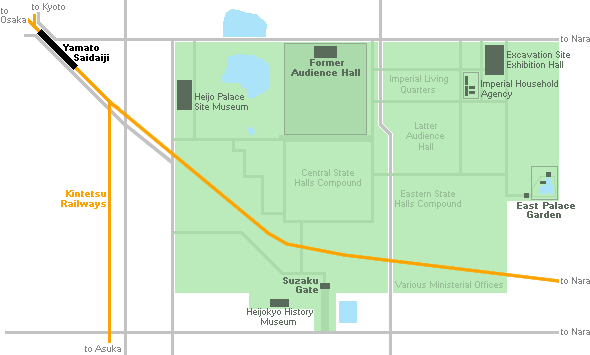 to Kyoto
to
Osaka
to Nara
Yamato
Saidaiji
Former
Audience Hall
Excavation Site
Exhibition Hall
Imperial Living
Quarters
Imperial Household
Agency
Heijo Palace
Site Museum
Latter
Audience
Hall
Central State
Halls Compound
Kintetsu
Railways
Eastern State
Halls Compound
East Palace
Garden
Suzaku
Gate
Various Ministerial Offices
to Nara
Heijokyo History
Museum
to Nara
to Asuka